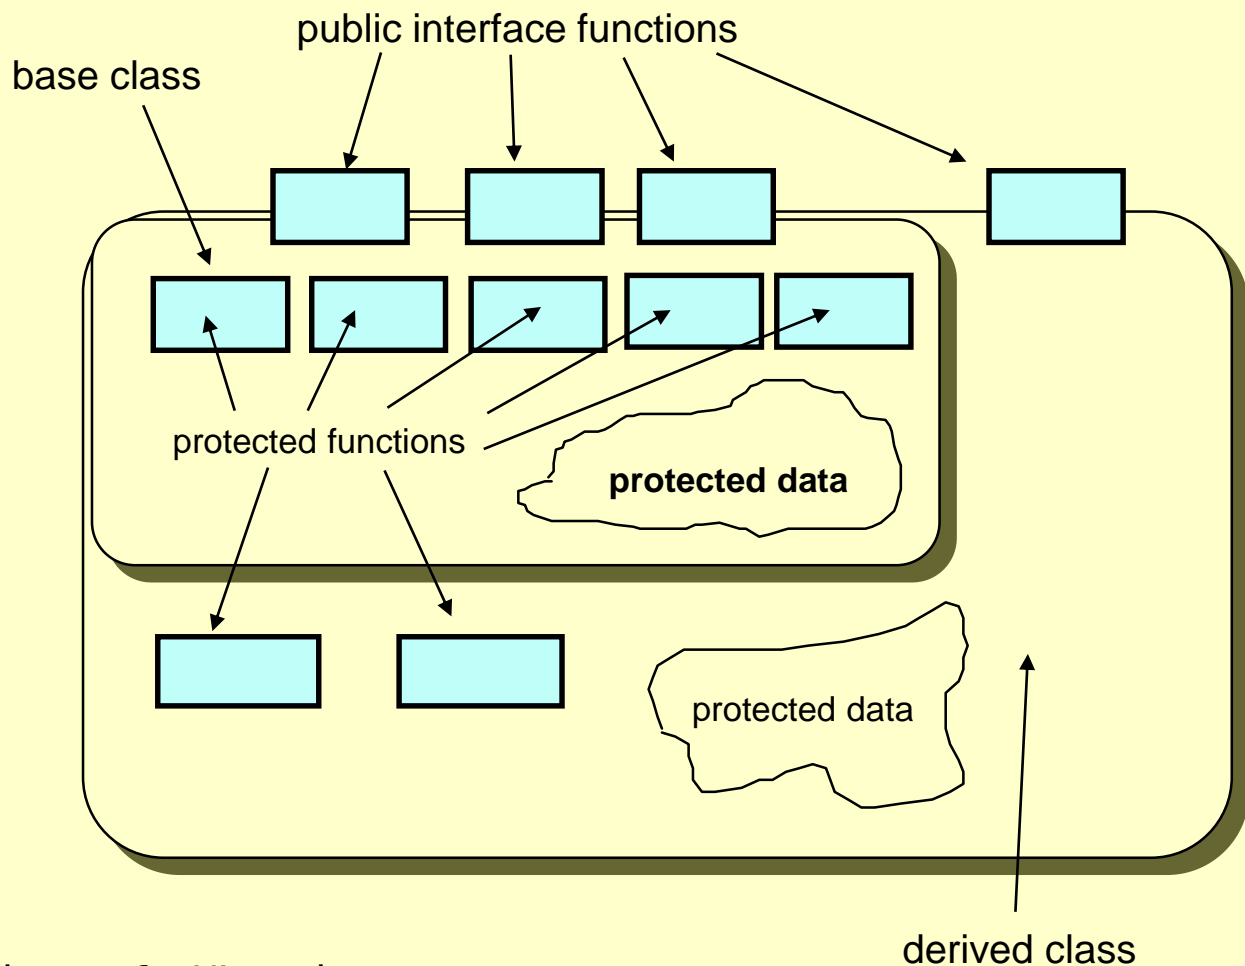 public interface functions
base class
protected functions
protected data
protected data
derived class